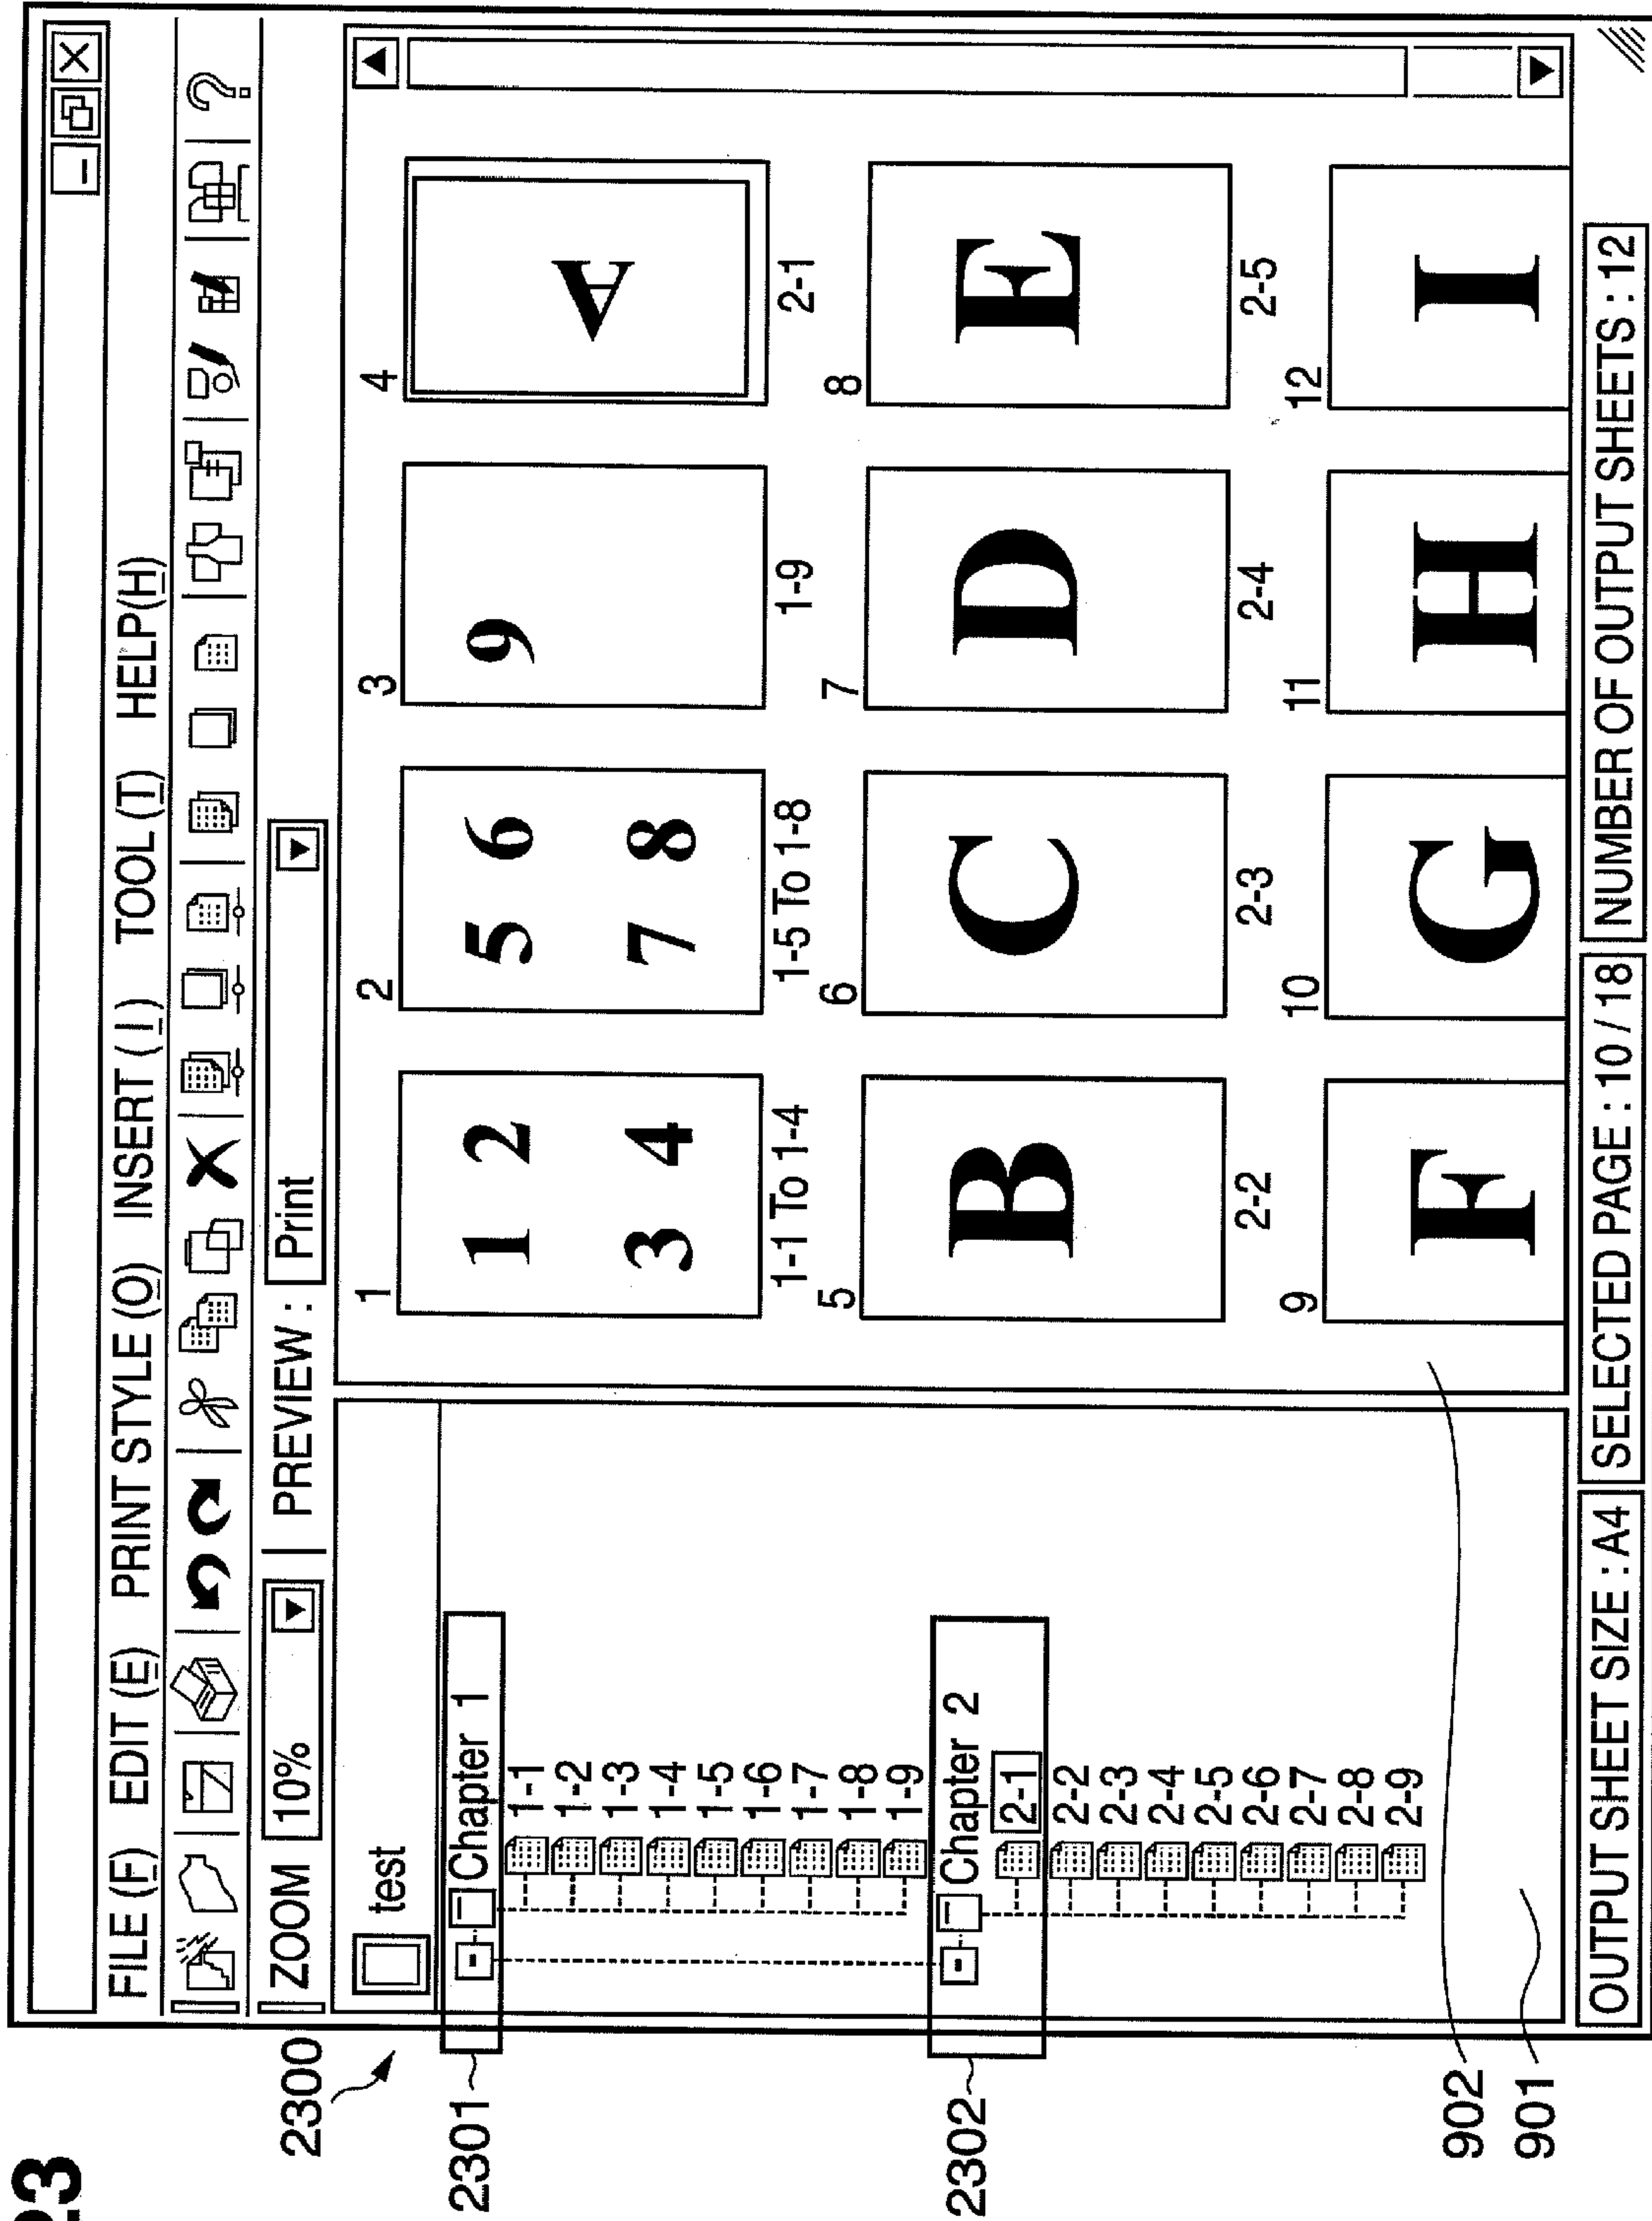 23
2300
FILE (F) EDIT (E) PRINT STYLE (O) INSERT (I) TOOL (T) HELP(H)
?
ZOOM 10% PREVIEW : Print
test
2301
Chapter 1
1-1
1-2
1-3
1-4
1-5
1-6
1-7
1-8
1-9
2302
Chapter 2
2-1
2-2
2-3
2-4
2-5
2-6
2-7
2-8
2-9
902
901
1 2 3 4
1 2 5 6 9 A
3 4 7 8
1-1 To 1-4 1-5 To 1-8 1-9 2-1
5 6 7 8
B C D E
2-2 2-3 2-4 2-5
9 10 11 12
F G H I
OUTPUT SHEET SIZE : A4 SELECTED PAGE : 10 / 18 NUMBER OF OUTPUT SHEETS : 12